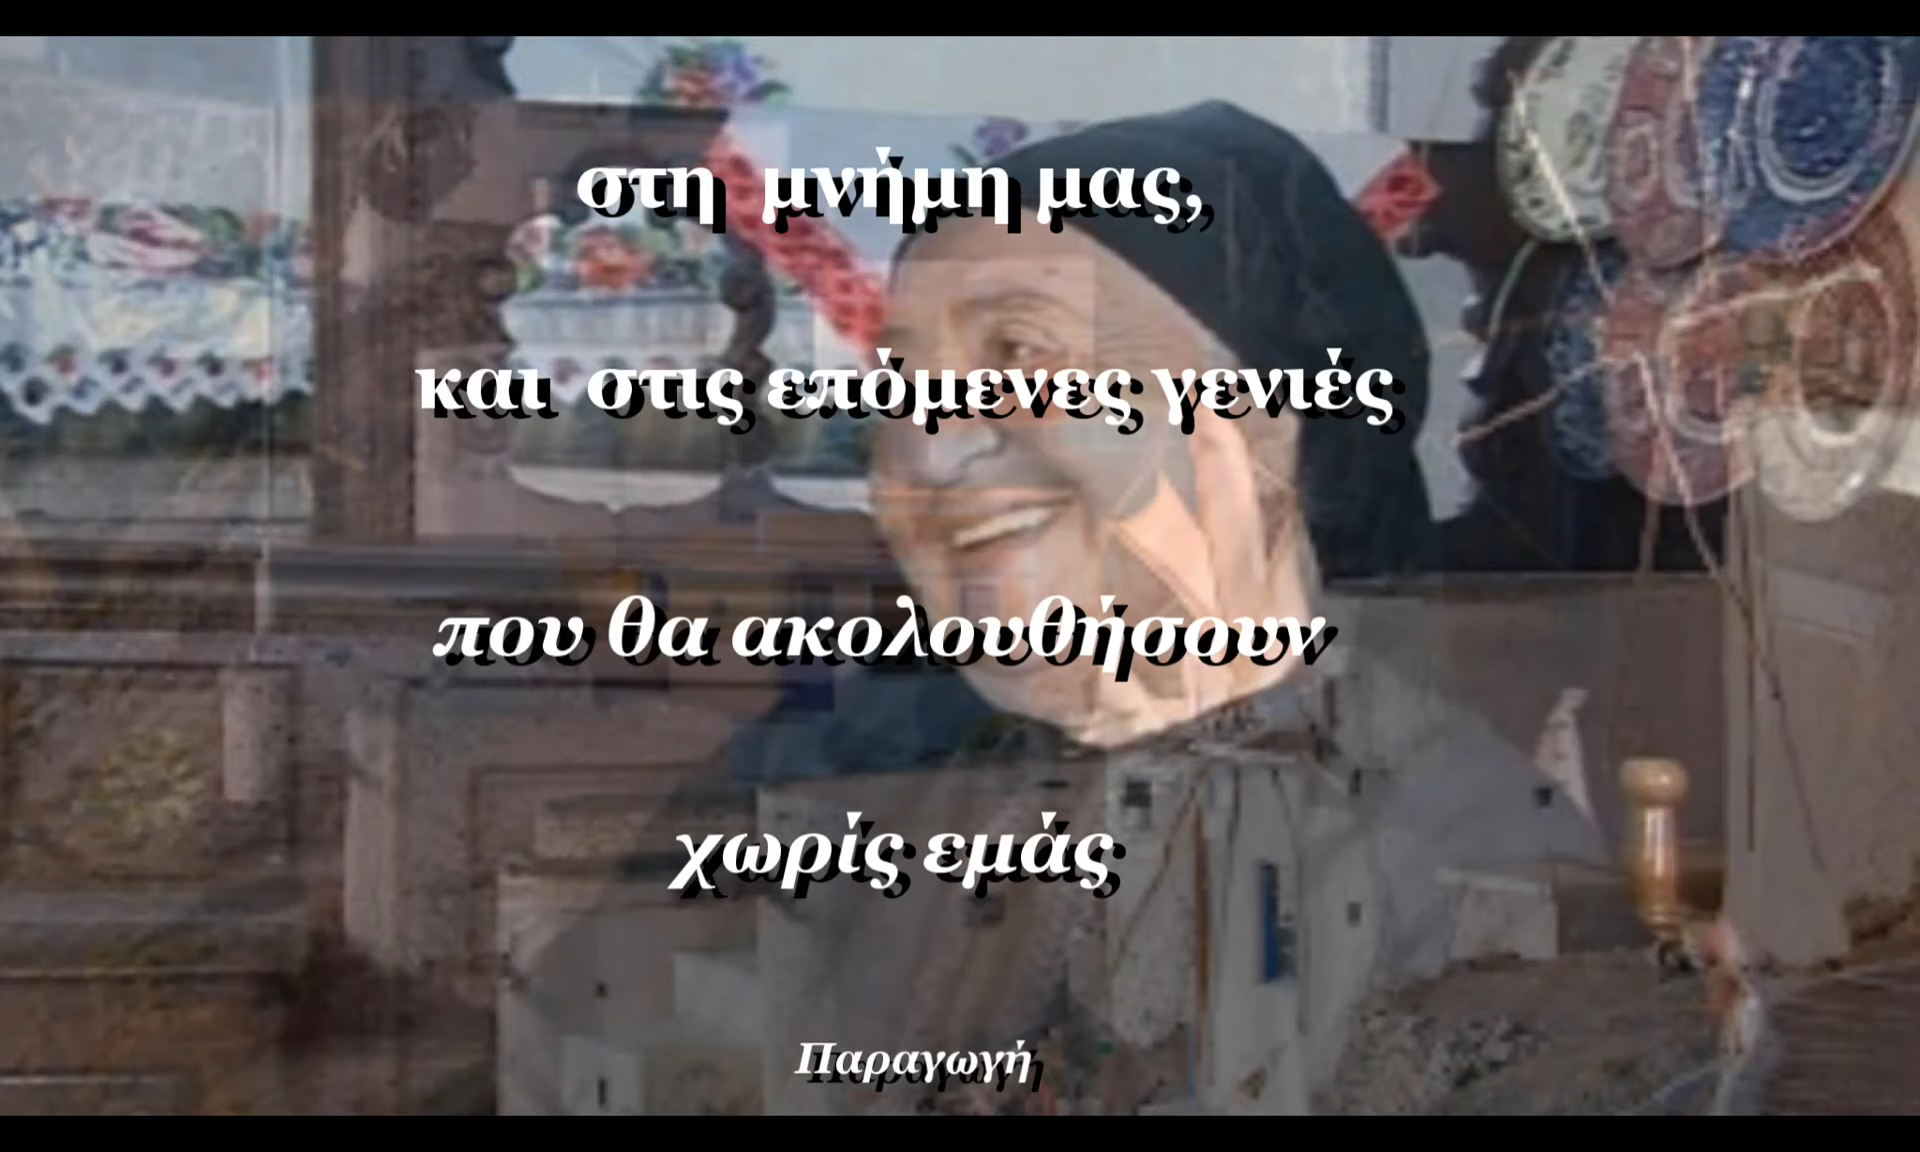 στη μνήμη μας,
και στις επόμενες γενιές
που θα ακολουθήσουν
χωρίς εμάς
Παραγωγή